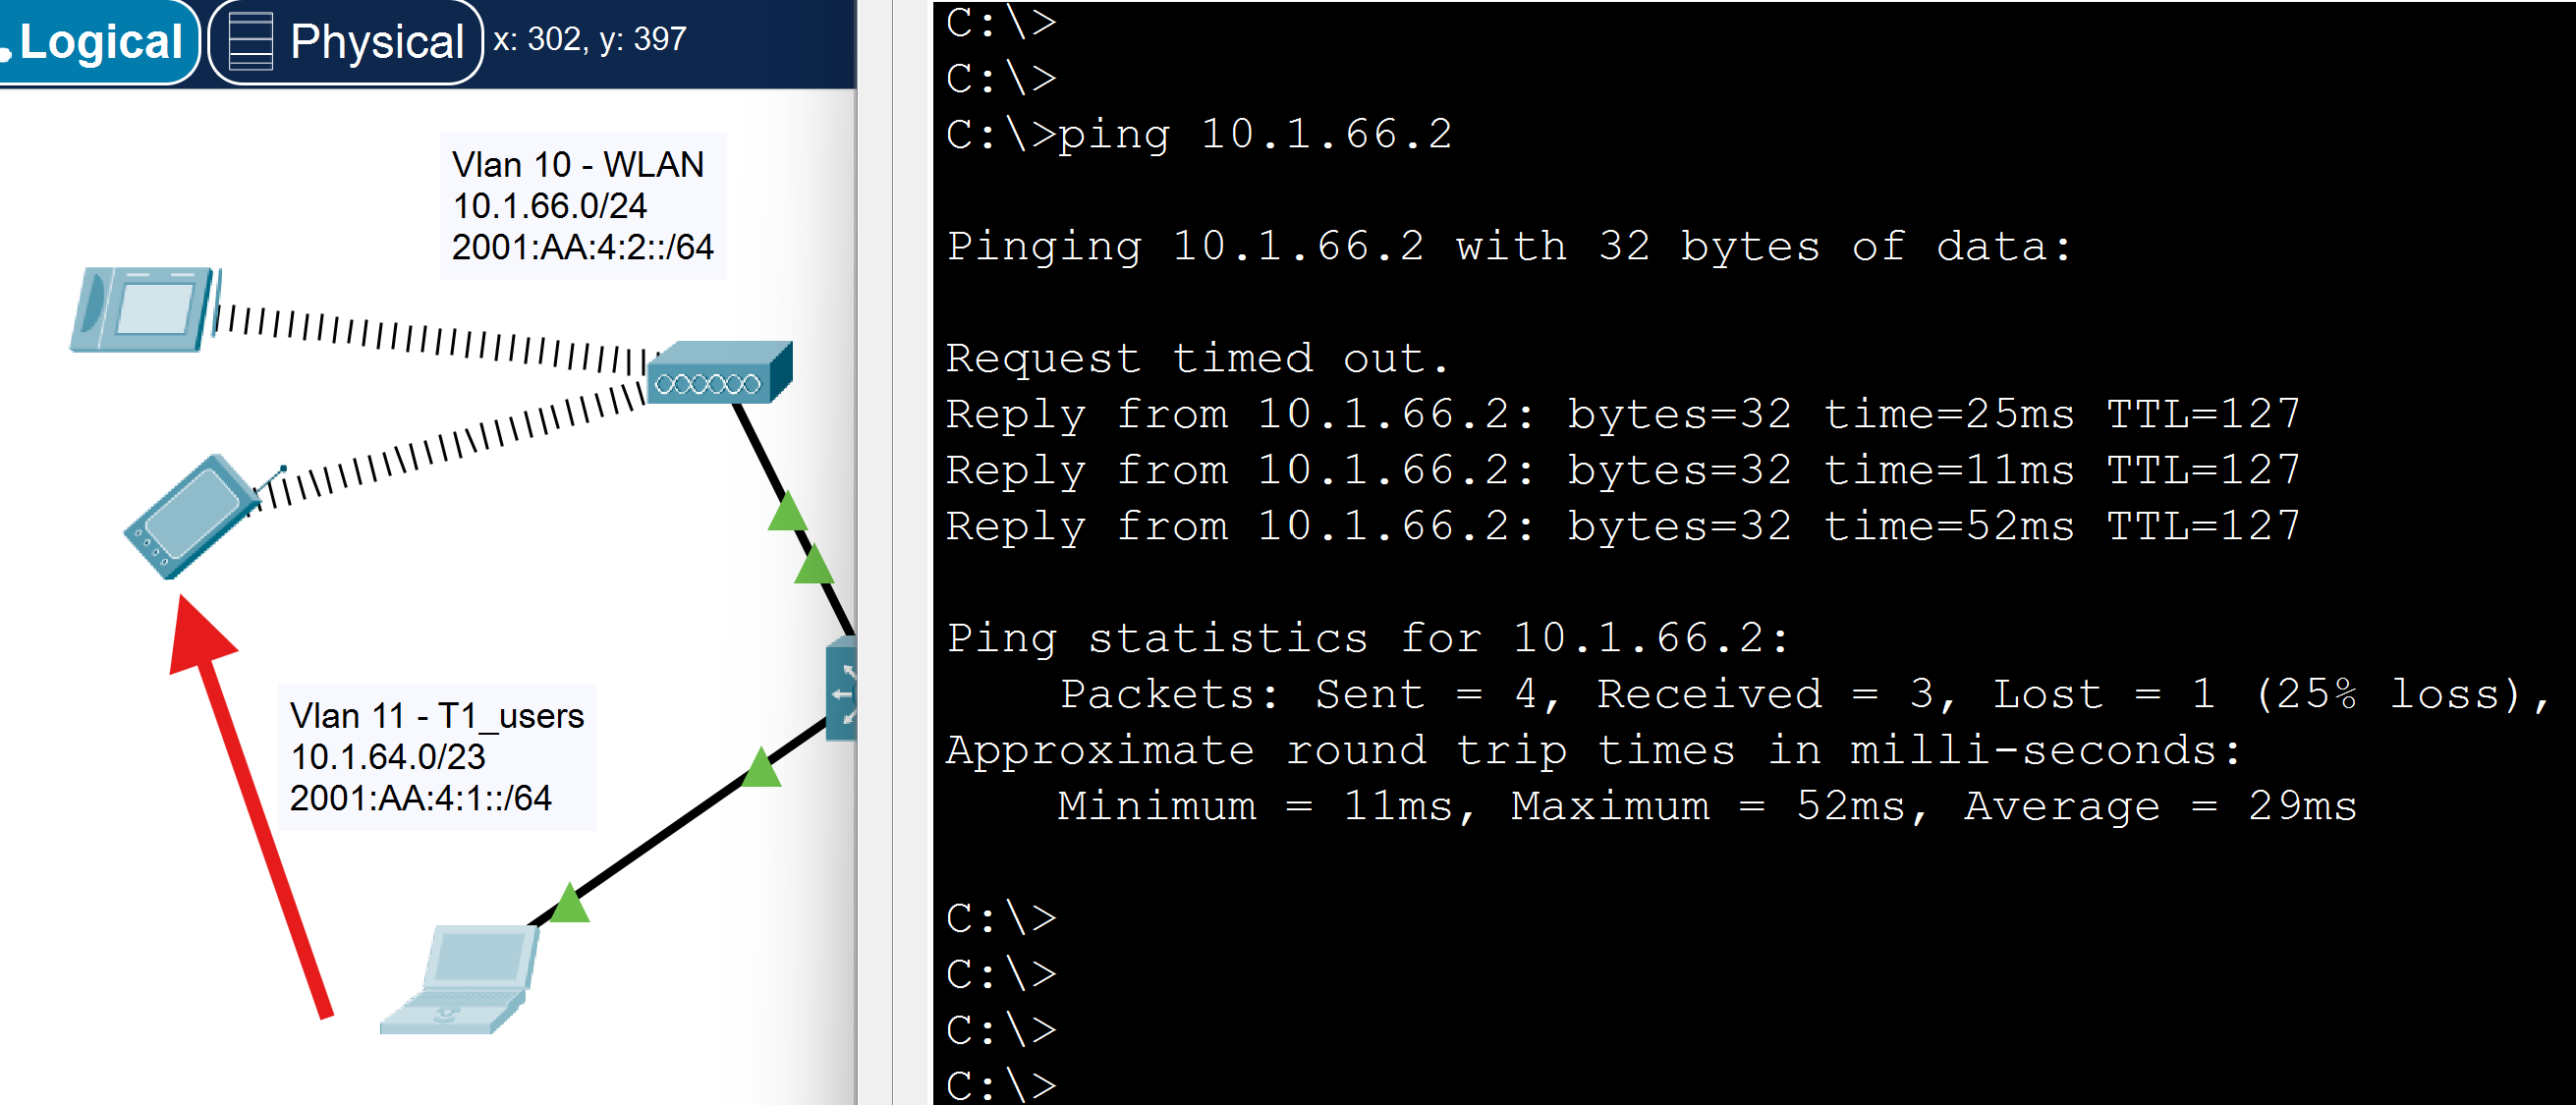 Logical Physical x: 302, y: 397
Vlan 10 - WLAN
10.1.66.0/24
2001:AA:4:2::/64
Vlan 11 - T1_users
10.1.64.0/23
2001:AA:4:1::/64
C:\>
C:\>
C:\>ping 10.1.66.2
Pinging 10.1.66.2 with 32 bytes of data:
Request timed out.
Reply from 10.1.66.2: bytes=32 time=25ms TTL=127
Reply from 10.1.66.2: bytes=32 time=11ms TTL=127
Reply from 10.1.66.2: bytes=32 time=52ms TTL=127
Ping statistics for 10.1.66.2:
Packets: Sent = 4, Received = 3, Lost = 1 (25% loss),
Approximate round trip times in milli-seconds:
Minimum = 11ms, Maximum = 52ms, Average = 29ms
C:\>
C:\>
C:\>
C:\>